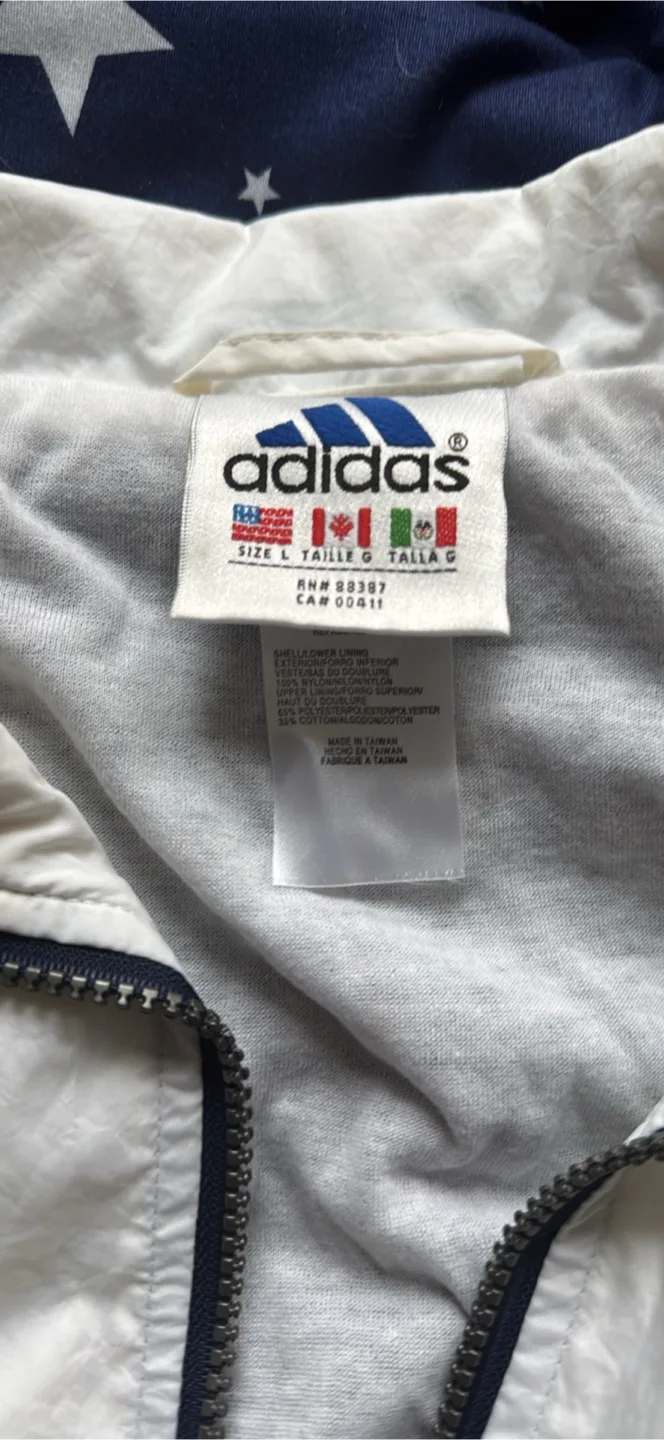 adidas®
SIZE L TAILLE G TALLA G
RN# 88387
CA# 00411
SHELL/LOWER LINING
EXTERIOR/FORRO INFERIOR
VESTE/BAS DU DOUBLURE
100% NYLON/NILON/NYLON
UPPER LINING/FORRO SUPERIOR/
HAUT DU DOUBLURE
65% POLYESTER/POLIESTER/POLYESTER
35% COTTON/ALGODON/COTON
MADE IN TAIWAN
HECHO EN TAIWAN
FABRIQUE A TAIWAN